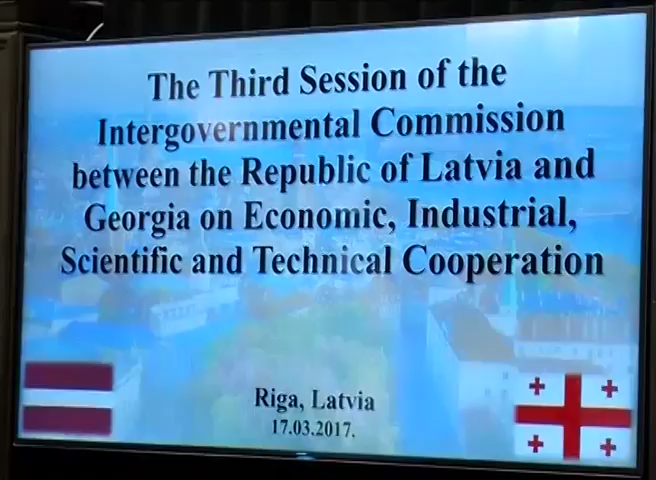 The Third Session of the
Intergovernmental Commission
between the Republic of Latvia and
Georgia on Economic, Industrial,
Scientific and Technical Cooperation
Riga, Latvia
17.03.2017.